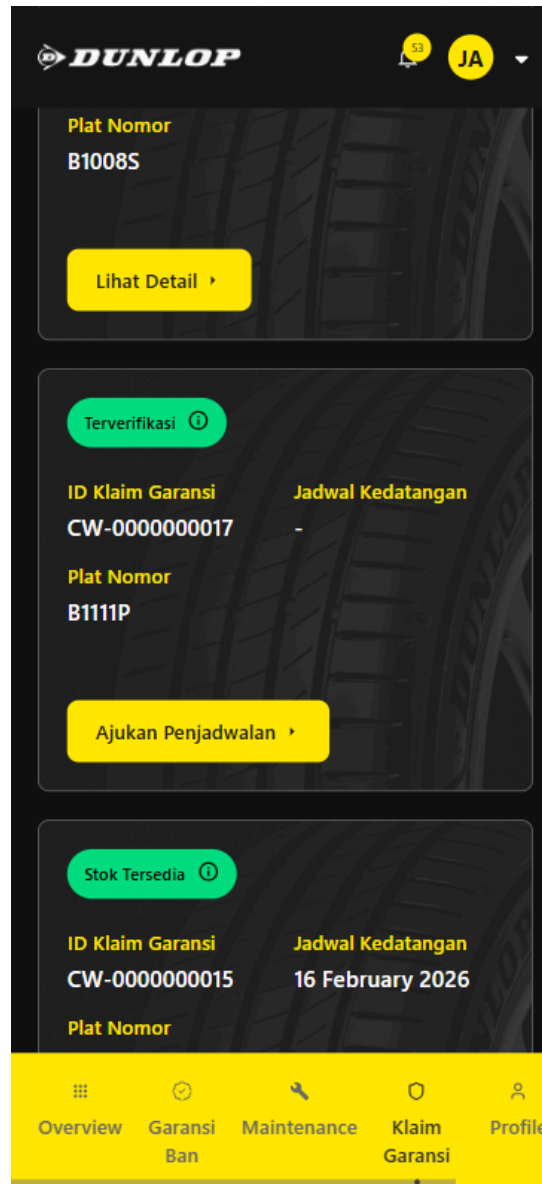 DUNLOP
53
JA
Plat Nomor
B1008S
Lihat Detail
Terverifikasi
ID Klaim Garansi
Jadwal Kedatangan
CW-0000000017
-
Plat Nomor
B1111P
Ajukan Penjadwalan
Stok Tersedia
ID Klaim Garansi
Jadwal Kedatangan
CW-0000000015
16 February 2026
Plat Nomor
Overview
Garansi
Ban
Maintenance
Klaim
Garansi
Profile